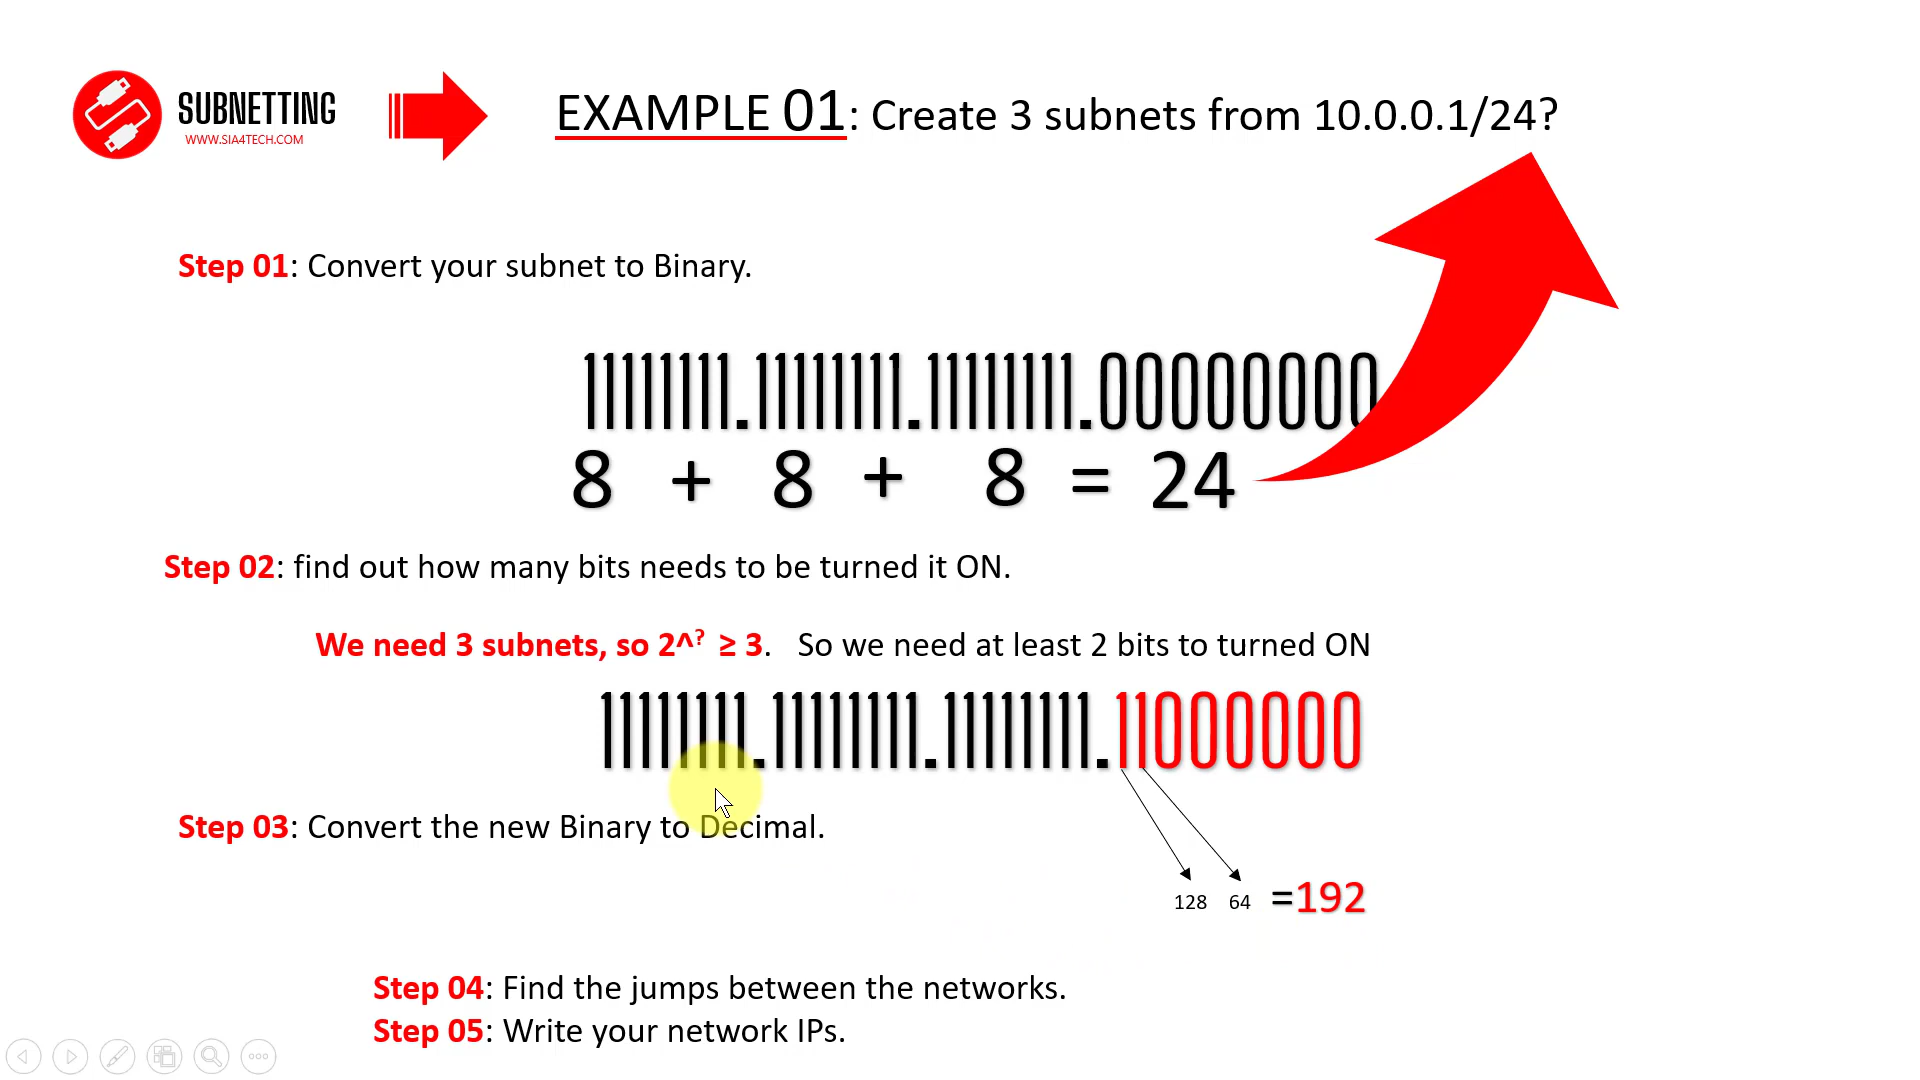 SUBNETTING
WWW.SIA4TECH.COM
EXAMPLE 01: Create 3 subnets from 10.0.0.1/24?
Step 01: Convert your subnet to Binary.
11111111.11111111.11111111.00000000
8 + 8 + 8 = 24
Step 02: find out how many bits needs to be turned it ON.
We need 3 subnets, so 2^? ≥ 3. So we need at least 2 bits to turned ON
11111111.11111111.11111111.11000000
Step 03: Convert the new Binary to Decimal.
128 64 =192
Step 04: Find the jumps between the networks.
Step 05: Write your network IPs.